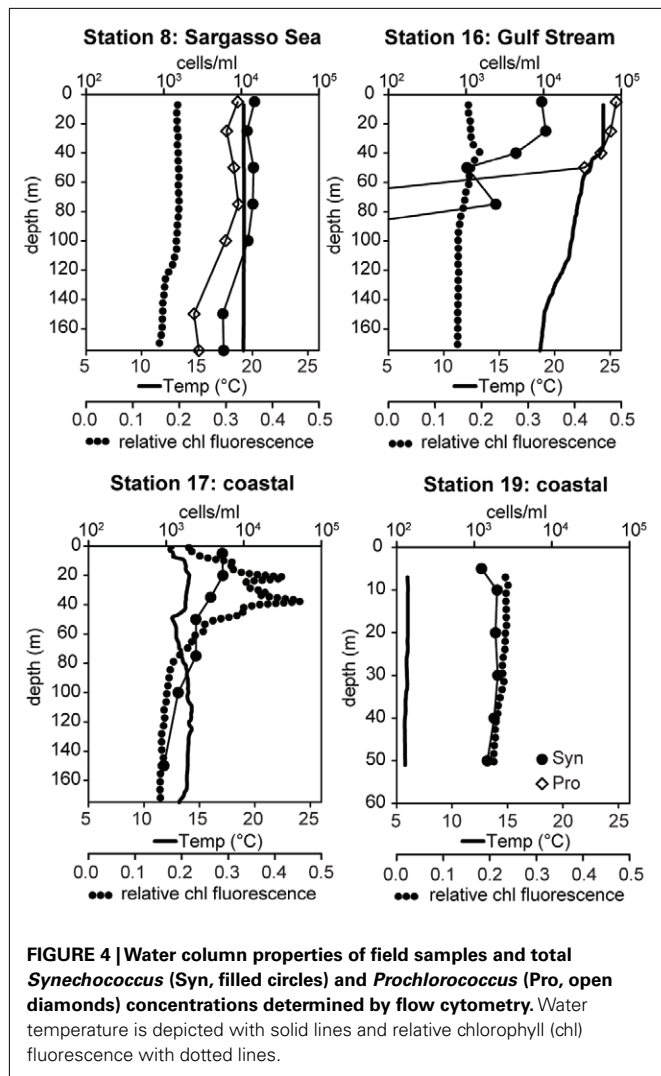 Station 8: Sargasso Sea
cells/ml
10² 10³ 10⁴ 10⁵
depth (m)
0
20
40
60
80
100
120
140
160
5 10 15 20 25
Temp (°C)
0.0 0.1 0.2 0.3 0.4 0.5
relative chl fluorescence
Station 16: Gulf Stream
cells/ml
10² 10³ 10⁴ 10⁵
depth (m)
0
20
40
60
80
100
120
140
160
5 10 15 20 25
Temp (°C)
0.0 0.1 0.2 0.3 0.4 0.5
relative chl fluorescence
Station 17: coastal
cells/ml
10² 10³ 10⁴ 10⁵
depth (m)
0
20
40
60
80
100
120
140
160
5 10 15 20 25
Temp (°C)
0.0 0.1 0.2 0.3 0.4 0.5
relative chl fluorescence
Station 19: coastal
cells/ml
10² 10³ 10⁴ 10⁵
depth (m)
0
10
20
30
40
50
60
Syn
Pro
5 10 15 20 25
Temp (°C)
0.0 0.1 0.2 0.3 0.4 0.5
relative chl fluorescence
FIGURE 4 | Water column properties of field samples and total
Synechococcus (Syn, filled circles) and Prochlorococcus (Pro, open
diamonds) concentrations determined by flow cytometry. Water
temperature is depicted with solid lines and relative chlorophyll (chl)
fluorescence with dotted lines.